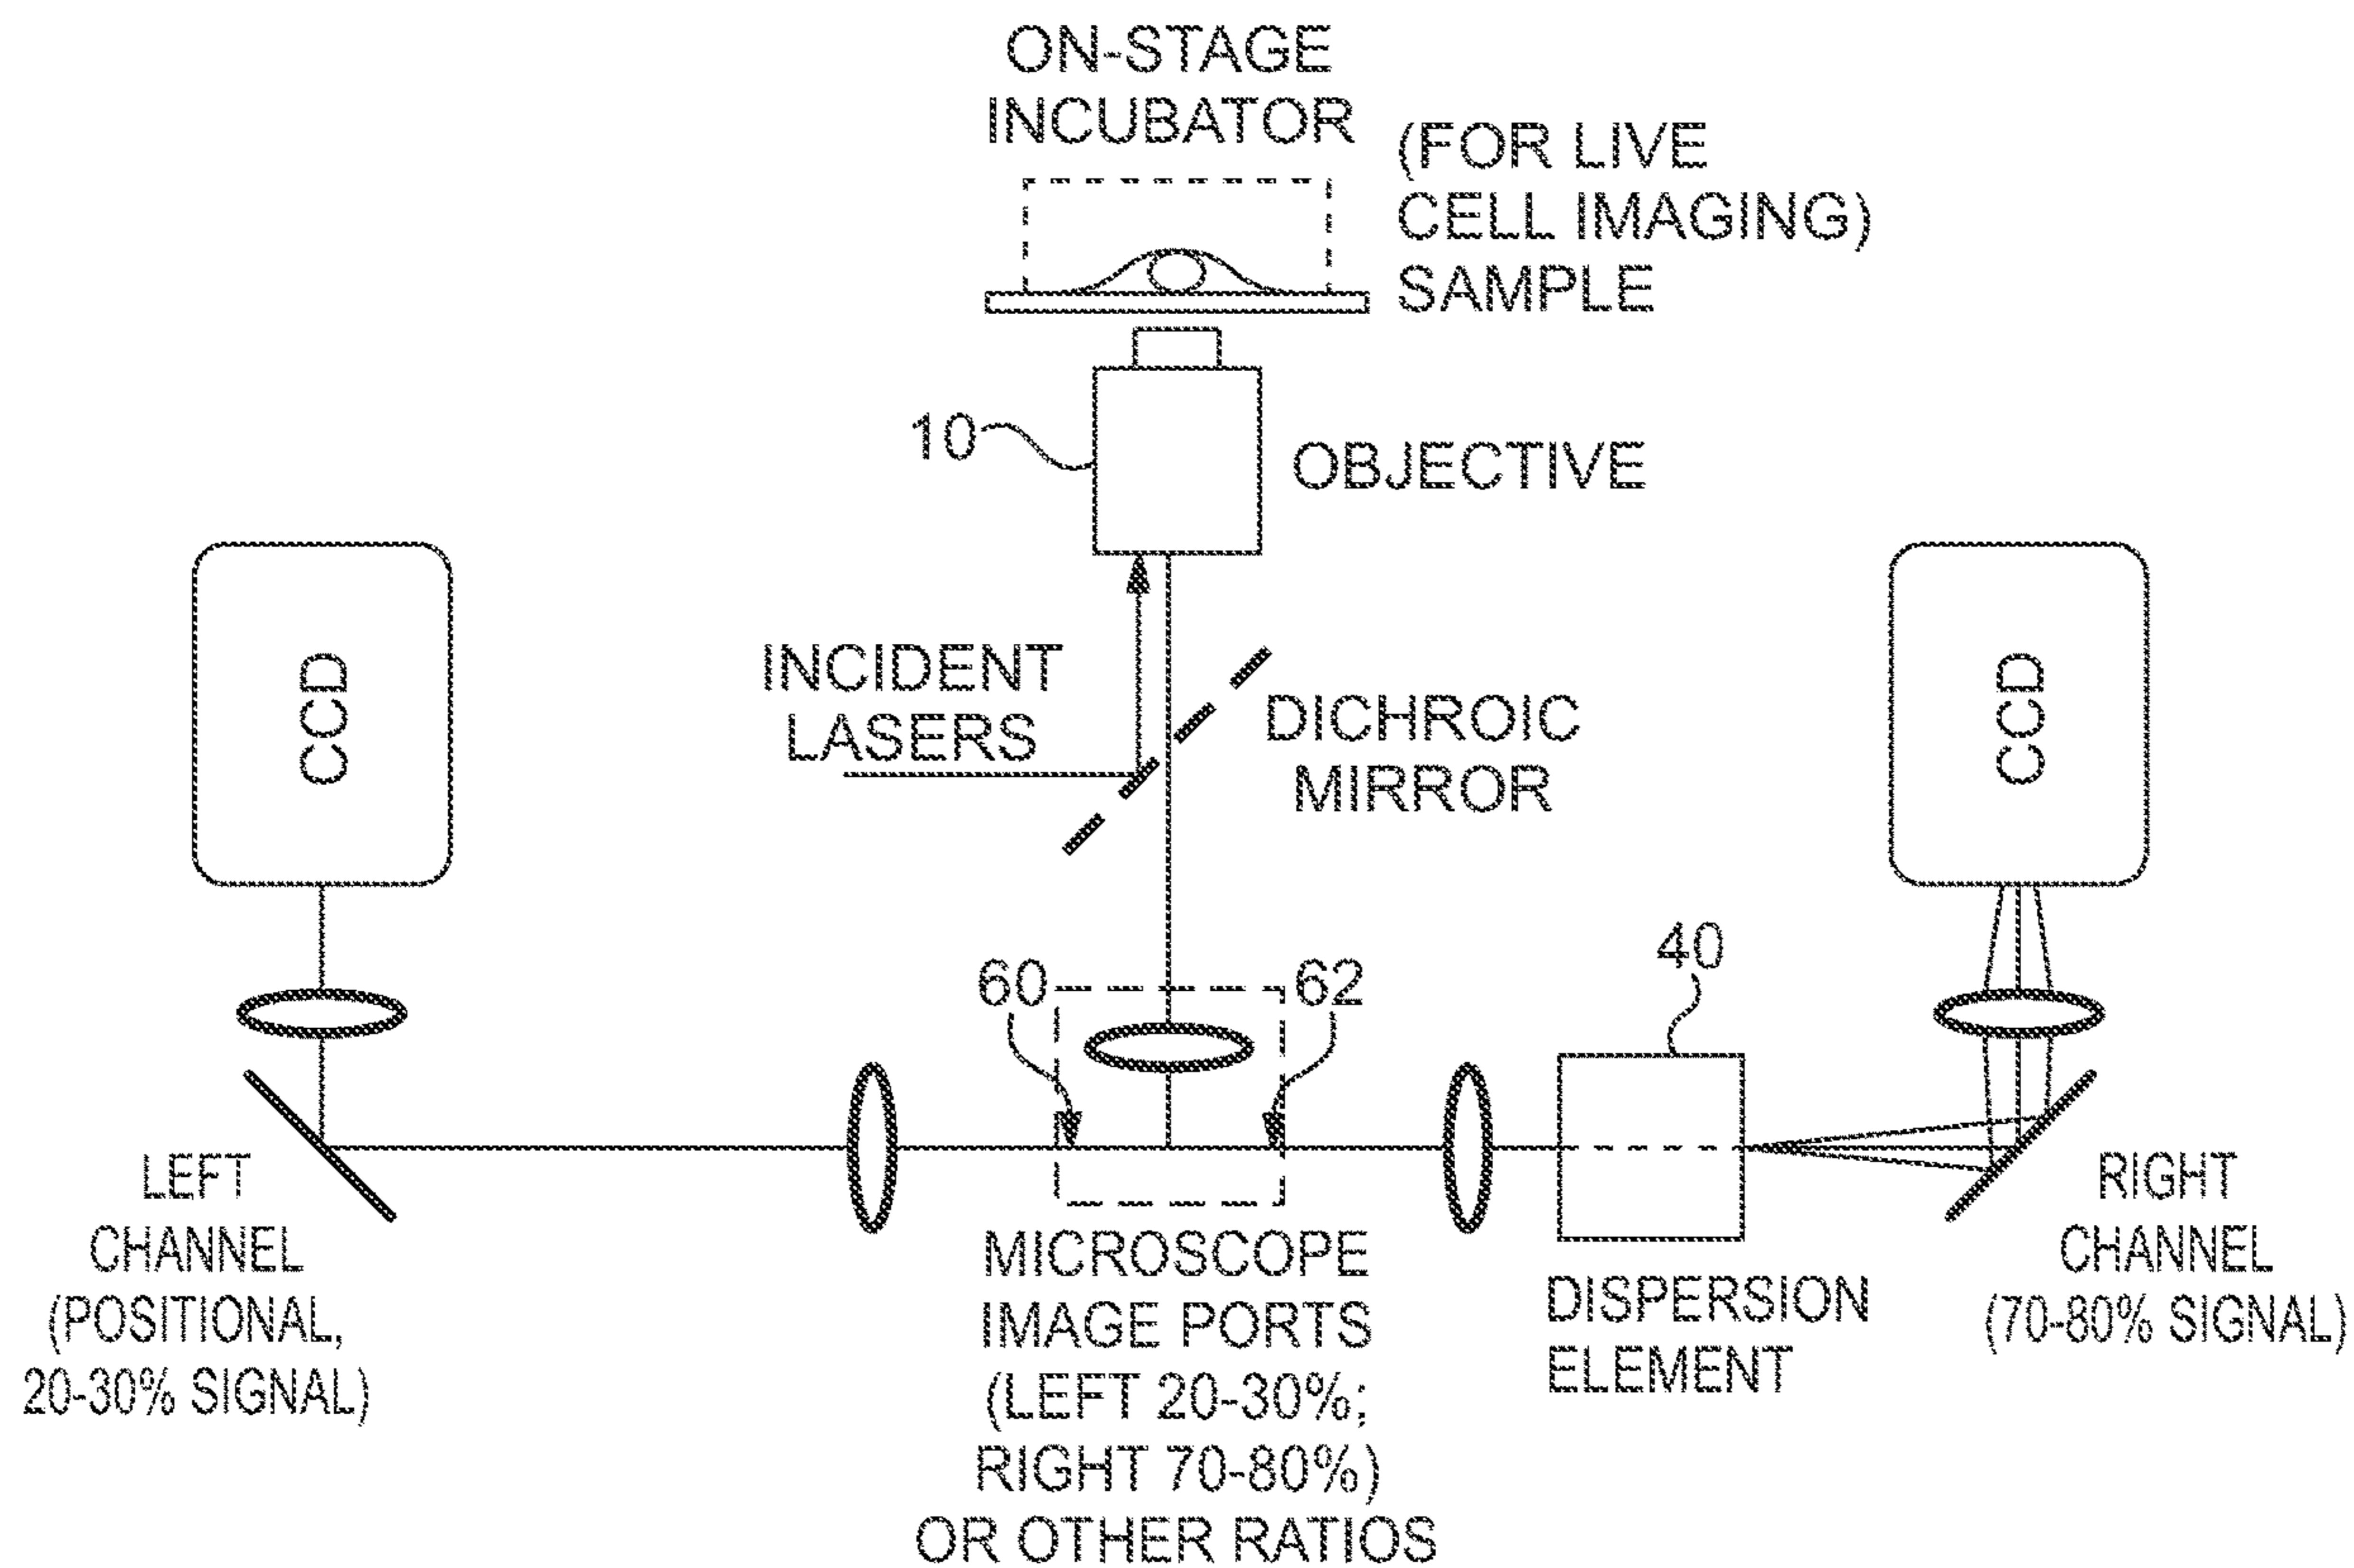 ON-STAGE
INCUBATOR
(FOR LIVE
CELL IMAGING)
SAMPLE
10
OBJECTIVE
CCD
INCIDENT
LASERS
DICHROIC
MIRROR
CCD
60
62
40
LEFT
CHANNEL
(POSITIONAL,
20-30% SIGNAL)
MICROSCOPE
IMAGE PORTS
(LEFT 20-30%;
RIGHT 70-80%)
OR OTHER RATIOS
DISPERSION
ELEMENT
RIGHT
CHANNEL
(70-80% SIGNAL)